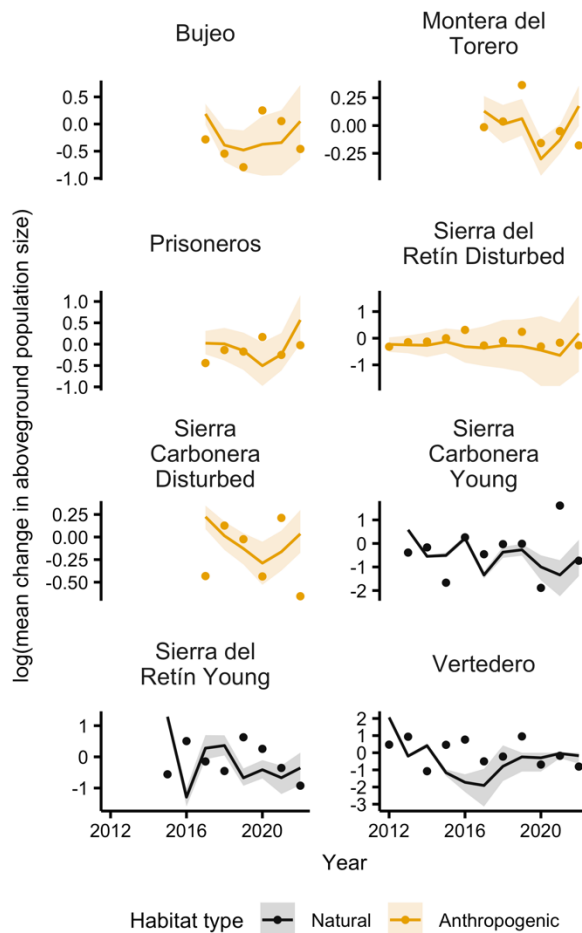 Bujeo
Montera del
Torero
0.5
0.0
-0.5
-1.0
0.25
0.00
-0.25
Prisoneros
Sierra del
Retín Disturbed
1.0
0.5
0.0
-0.5
-1.0
1
0
-1
Sierra
Carbonera
Disturbed
Sierra
Carbonera
Young
0.25
0.00
-0.25
-0.50
1
0
-1
-2
Sierra del
Retín Young
Vertedero
1
0
-1
2
1
0
-1
-2
-3
2012
2016
2020
2012
2016
2020
log(mean change in aboveground population size)
Year
Habitat type
Natural
Anthropogenic